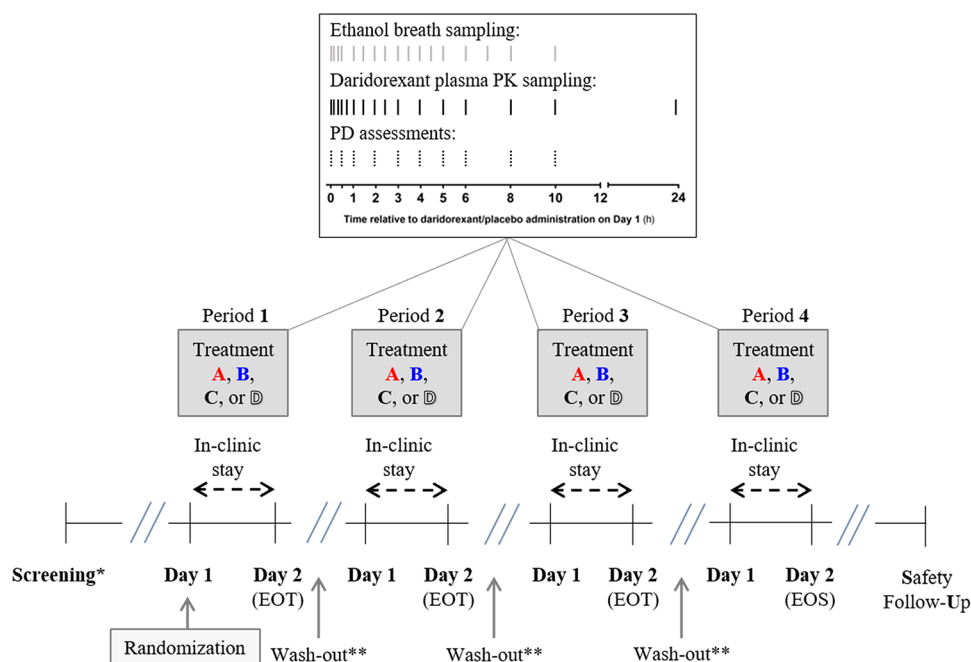 Ethanol breath sampling:
Daridorexant plasma PK sampling:
PD assessments:
0 1 2 3 4 5 6 8 10 12 24
Time relative to daridorexant/placebo administration on Day 1 (h)
Period 1
Period 2
Period 3
Period 4
Treatment
A, B,
C, or 𝔻
Treatment
A, B,
C, or 𝔻
Treatment
A, B,
C, or 𝔻
Treatment
A, B,
C, or 𝔻
In-clinic
stay
In-clinic
stay
In-clinic
stay
In-clinic
stay
Screening*
Day 1
Day 2
(EOT)
Day 1
Day 2
(EOT)
Day 1
Day 2
(EOT)
Day 1
Day 2
(EOS)
Safety
Follow-Up
Randomization
Wash-out**
Wash-out**
Wash-out**